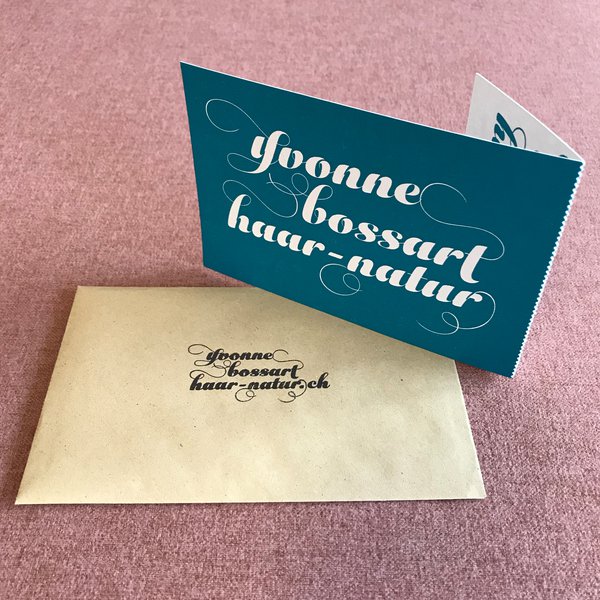 yvonne
bossart
haar-natur
yvonne
bossart
haar-natur.ch